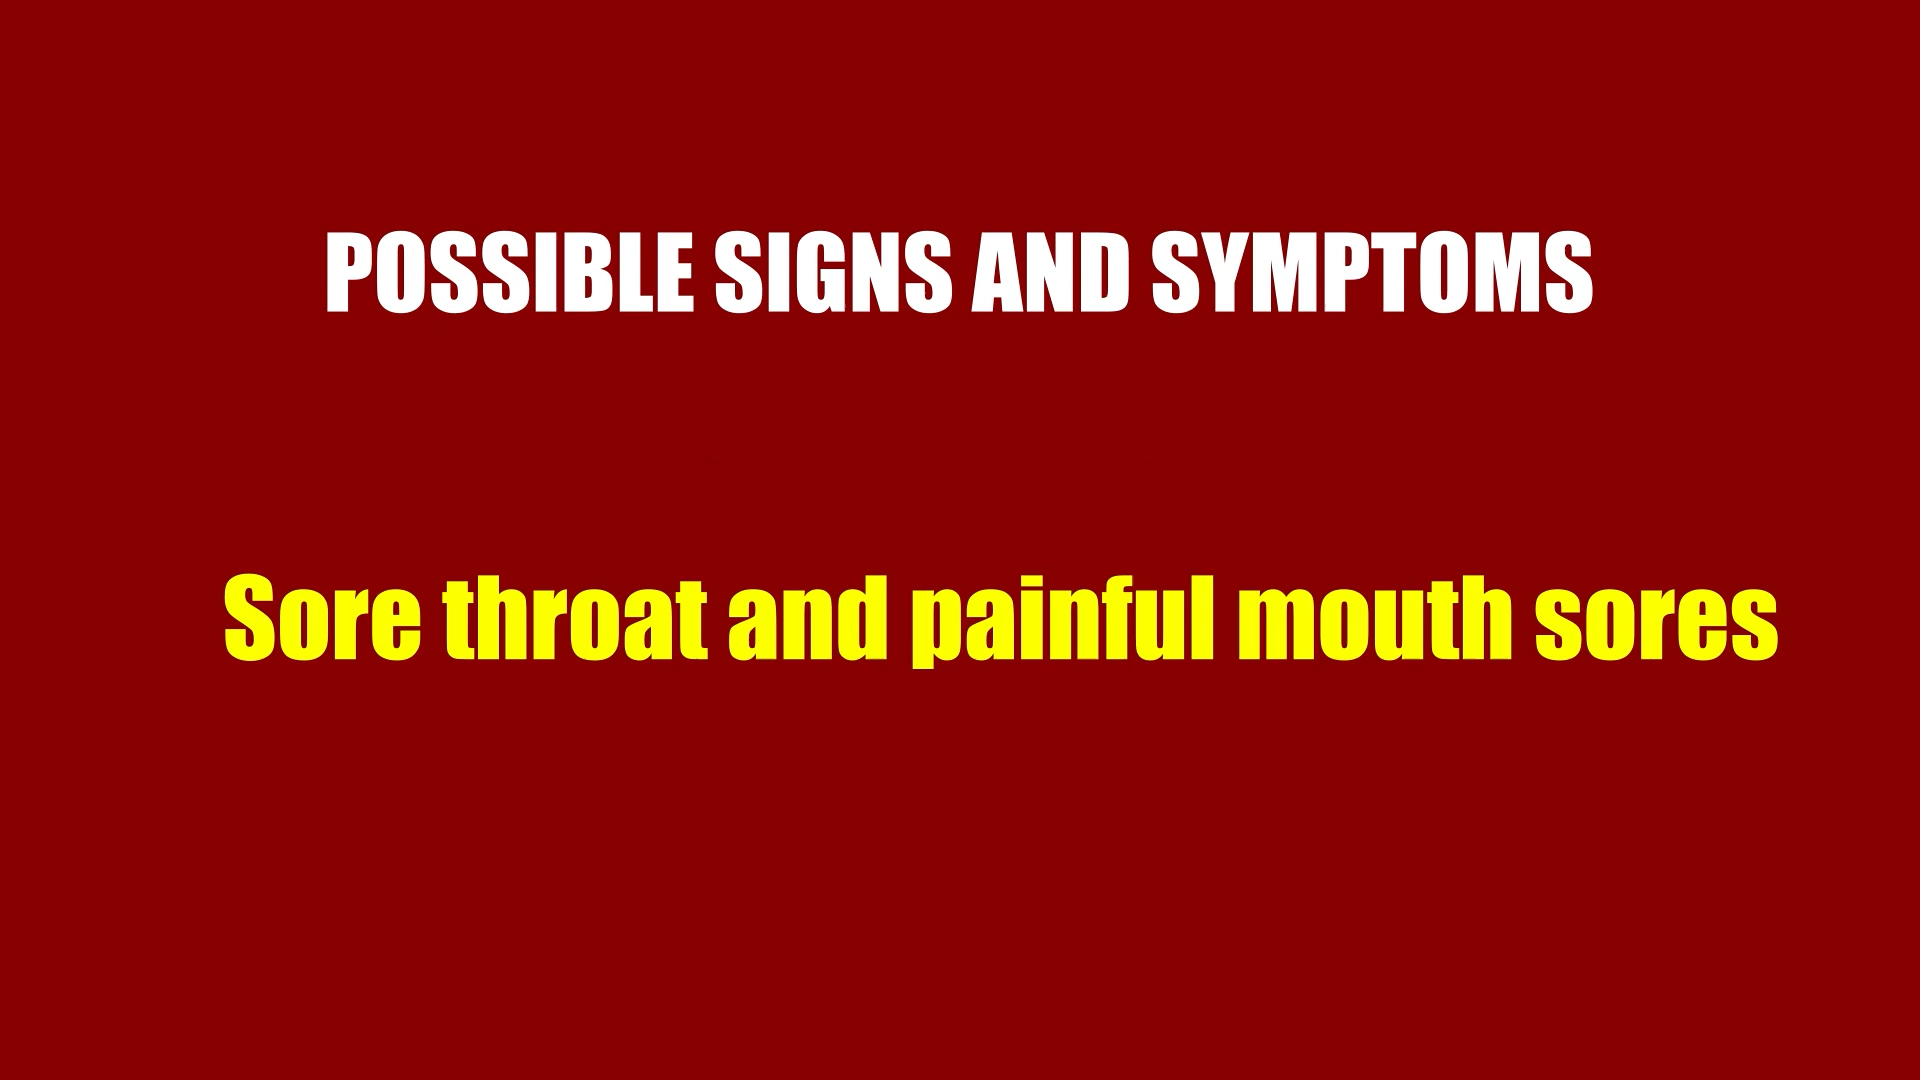 POSSIBLE SIGNS AND SYMPTOMS
Sore throat and painful mouth sores